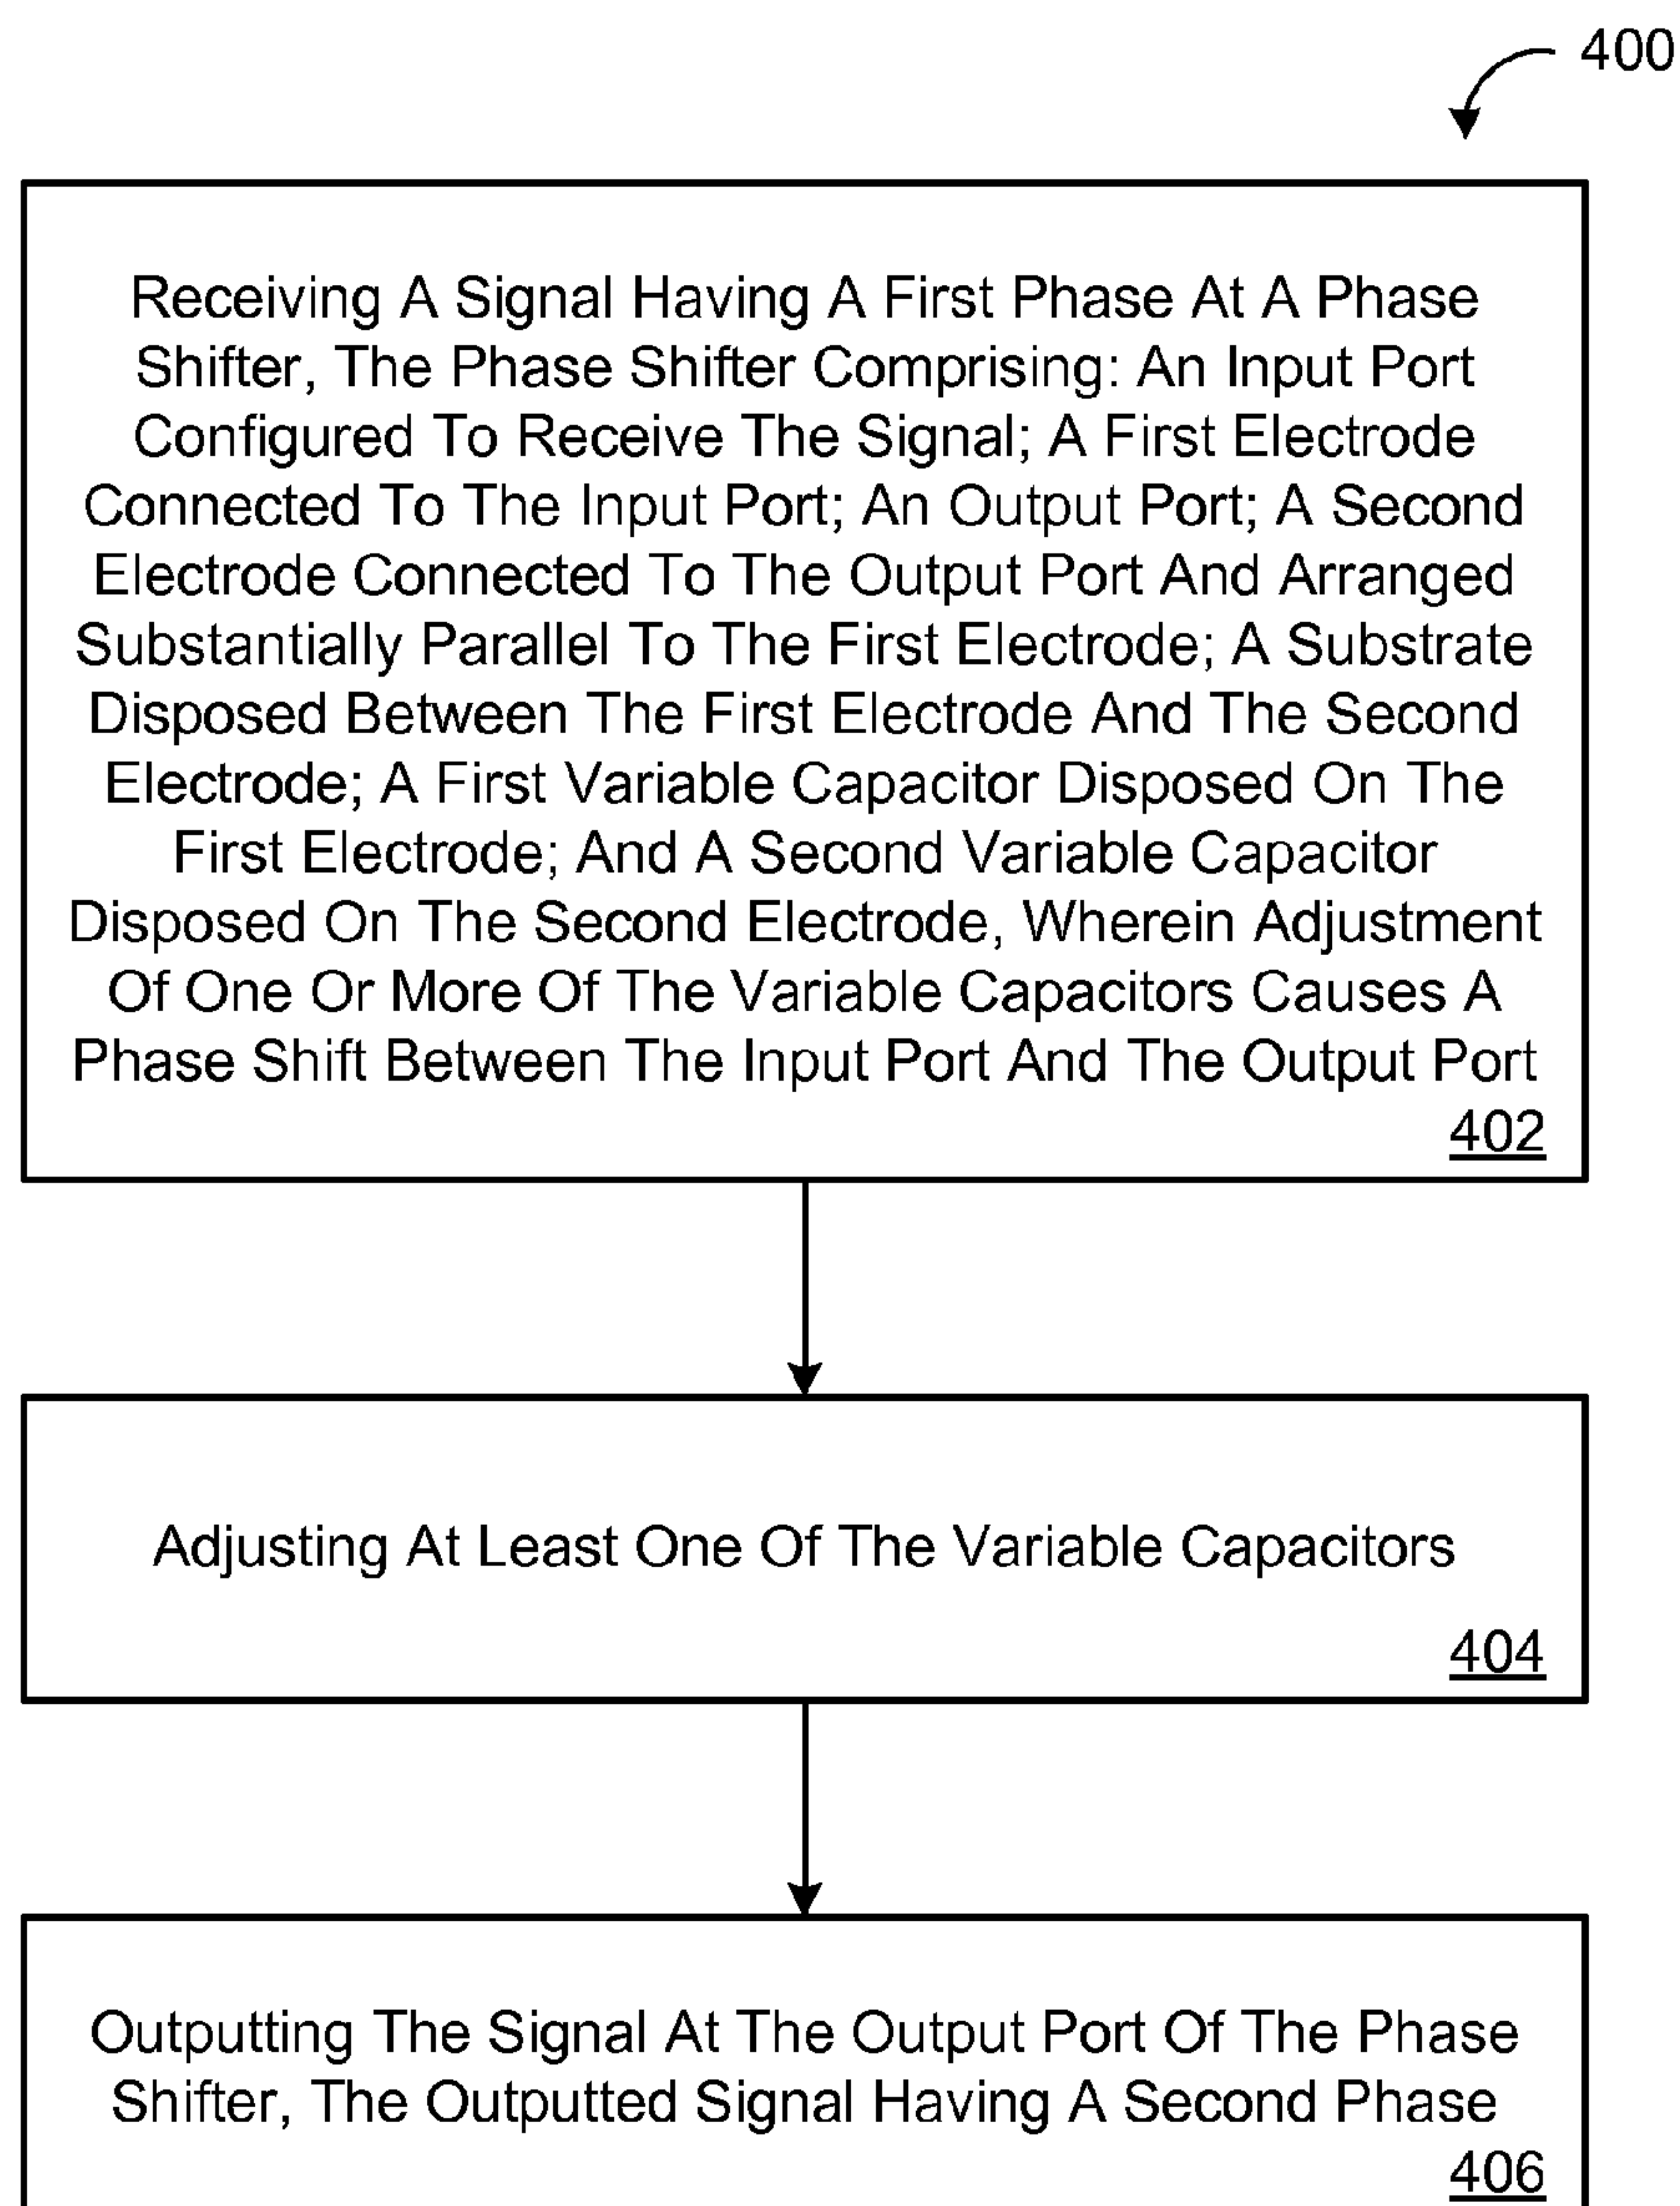 400
Receiving A Signal Having A First Phase At A Phase
Shifter, The Phase Shifter Comprising: An Input Port
Configured To Receive The Signal; A First Electrode
Connected To The Input Port; An Output Port; A Second
Electrode Connected To The Output Port And Arranged
Substantially Parallel To The First Electrode; A Substrate
Disposed Between The First Electrode And The Second
Electrode; A First Variable Capacitor Disposed On The
First Electrode; And A Second Variable Capacitor
Disposed On The Second Electrode, Wherein Adjustment
Of One Or More Of The Variable Capacitors Causes A
Phase Shift Between The Input Port And The Output Port
402
Adjusting At Least One Of The Variable Capacitors
404
Outputting The Signal At The Output Port Of The Phase
Shifter, The Outputted Signal Having A Second Phase
406